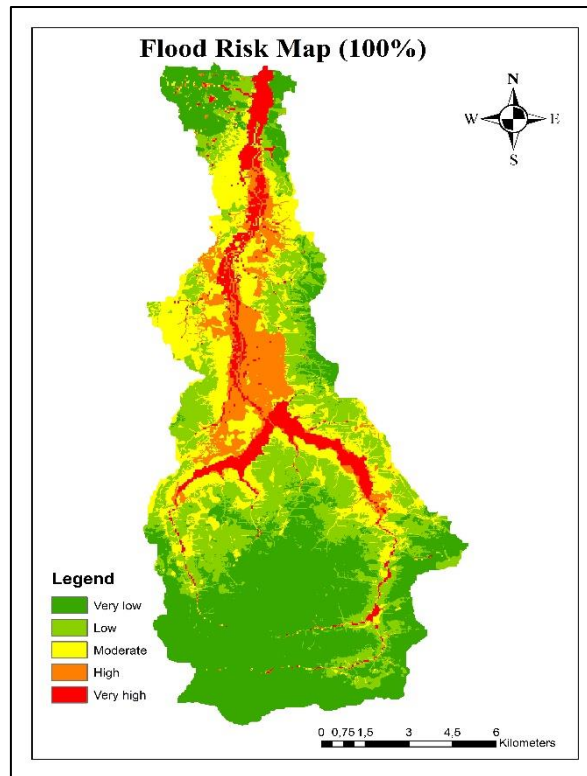 Flood Risk Map (100%)
N
W E
S
Legend
Very low
Low
Moderate
High
Very high
0 0,75 1,5 3 4,5 6
Kilometers